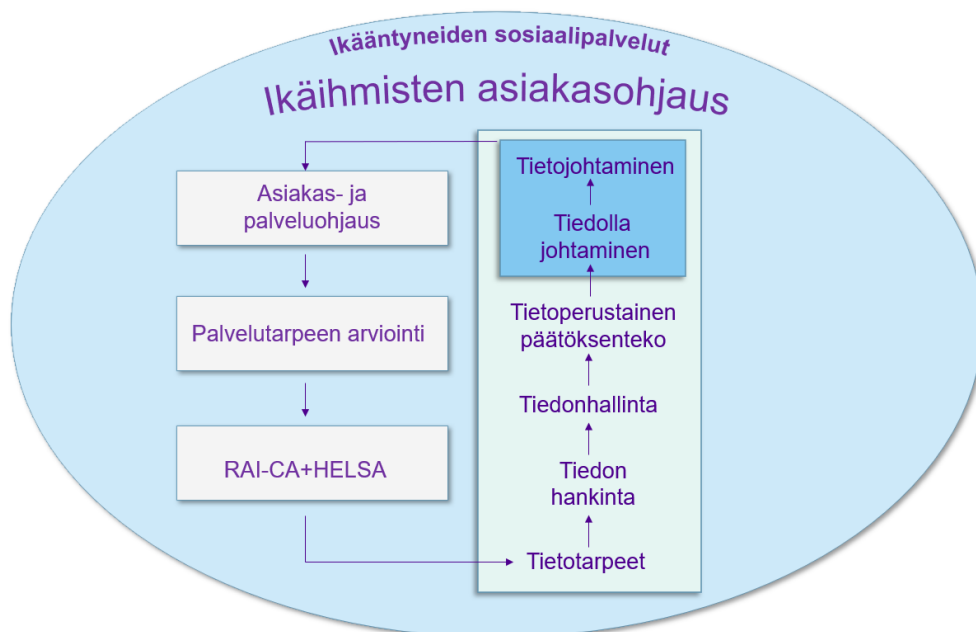 Ikääntyneiden sosiaalipalvelut
Ikäihmisten asiakasohjaus
Asiakas- ja
palveluohjaus
Palvelutarpeen arviointi
RAI-CA+HELSA
Tietojohtaminen
Tiedolla
johtaminen
Tietoperustainen
päätöksenteko
Tiedonhallinta
Tiedon
hankinta
Tietotarpeet